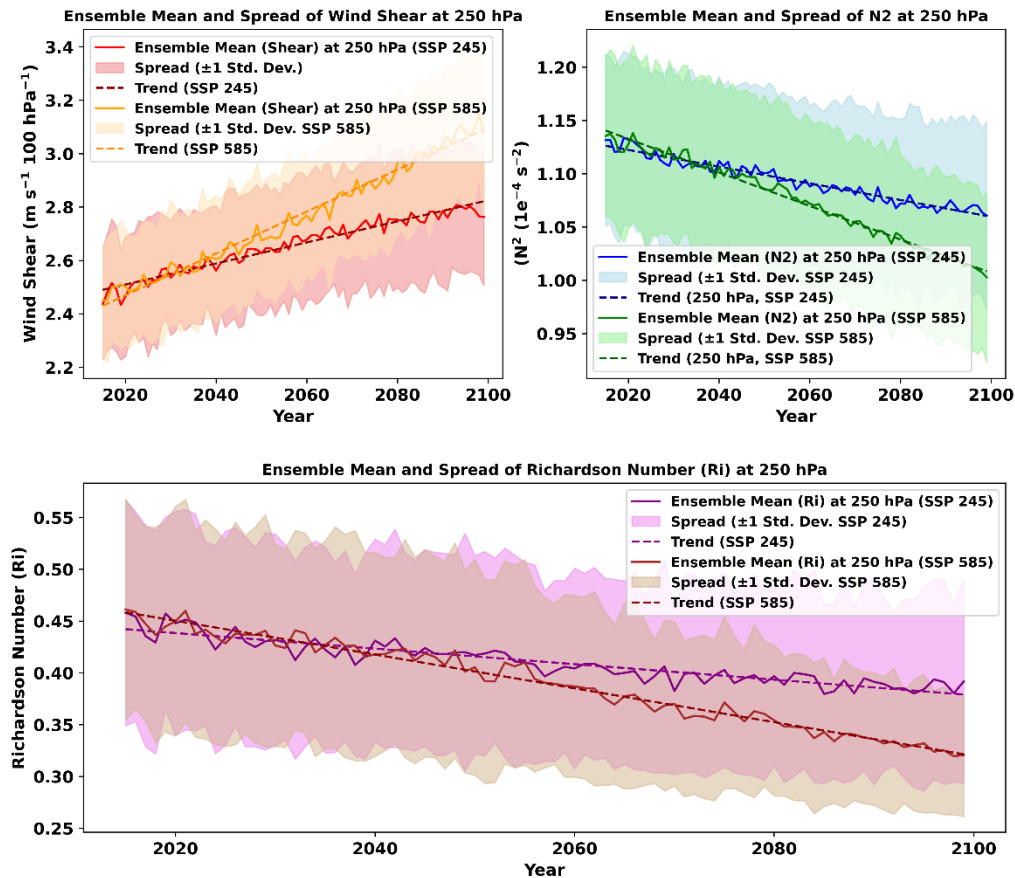 Ensemble Mean and Spread of Wind Shear at 250 hPa
Wind Shear (m s⁻¹ 100 hPa⁻¹)
3.4
3.2
3.0
2.8
2.6
2.4
2.2
Ensemble Mean (Shear) at 250 hPa (SSP 245)
Spread (±1 Std. Dev.)
Trend (SSP 245)
Ensemble Mean (Shear) at 250 hPa (SSP 585)
Spread (±1 Std. Dev. SSP 585)
Trend (SSP 585)
2020 2040 2060 2080 2100
Year
Ensemble Mean and Spread of N2 at 250 hPa
(N² (1e⁻⁴ s⁻²)
1.20
1.15
1.10
1.05
1.00
0.95
Ensemble Mean (N2) at 250 hPa (SSP 245)
Spread (±1 Std. Dev. SSP 245)
Trend (250 hPa, SSP 245)
Ensemble Mean (N2) at 250 hPa (SSP 585)
Spread (±1 Std. Dev. SSP 585)
Trend (250 hPa, SSP 585)
2020 2040 2060 2080 2100
Year
Ensemble Mean and Spread of Richardson Number (Ri) at 250 hPa
Richardson Number (Ri)
0.55
0.50
0.45
0.40
0.35
0.30
0.25
Ensemble Mean (Ri) at 250 hPa (SSP 245)
Spread (±1 Std. Dev. SSP 245)
Trend (SSP 245)
Ensemble Mean (Ri) at 250 hPa (SSP 585)
Spread (±1 Std. Dev. SSP 585)
Trend (SSP 585)
2020 2040 2060 2080 2100
Year